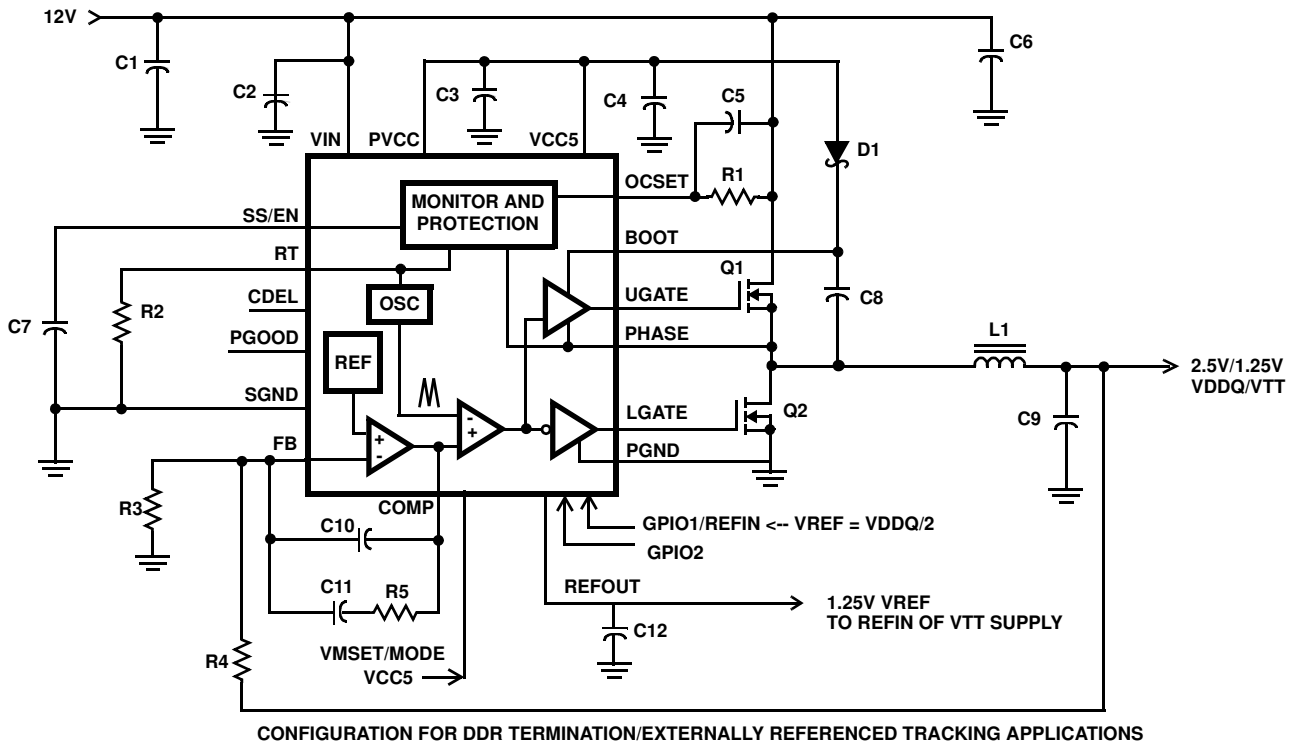 12V
C1
C2
C3
C4
C5
C6
VIN
PVCC
VCC5
D1
OCSET
R1
MONITOR AND
PROTECTION
SS/EN
BOOT
RT
Q1
OSC
UGATE
C8
CDEL
R2
C7
PGOOD
PHASE
L1
REF
2.5V/1.25V
VDDQ/VTT
SGND
LGATE
Q2
C9
- +
FB
+ -
PGND
R3
COMP
C10
GPIO1/REFIN <-- VREF = VDDQ/2
GPIO2
C11
R5
REFOUT
1.25V VREF
TO REFIN OF VTT SUPPLY
C12
R4
VMSET/MODE
VCC5
CONFIGURATION FOR DDR TERMINATION/EXTERNALLY REFERENCED TRACKING APPLICATIONS